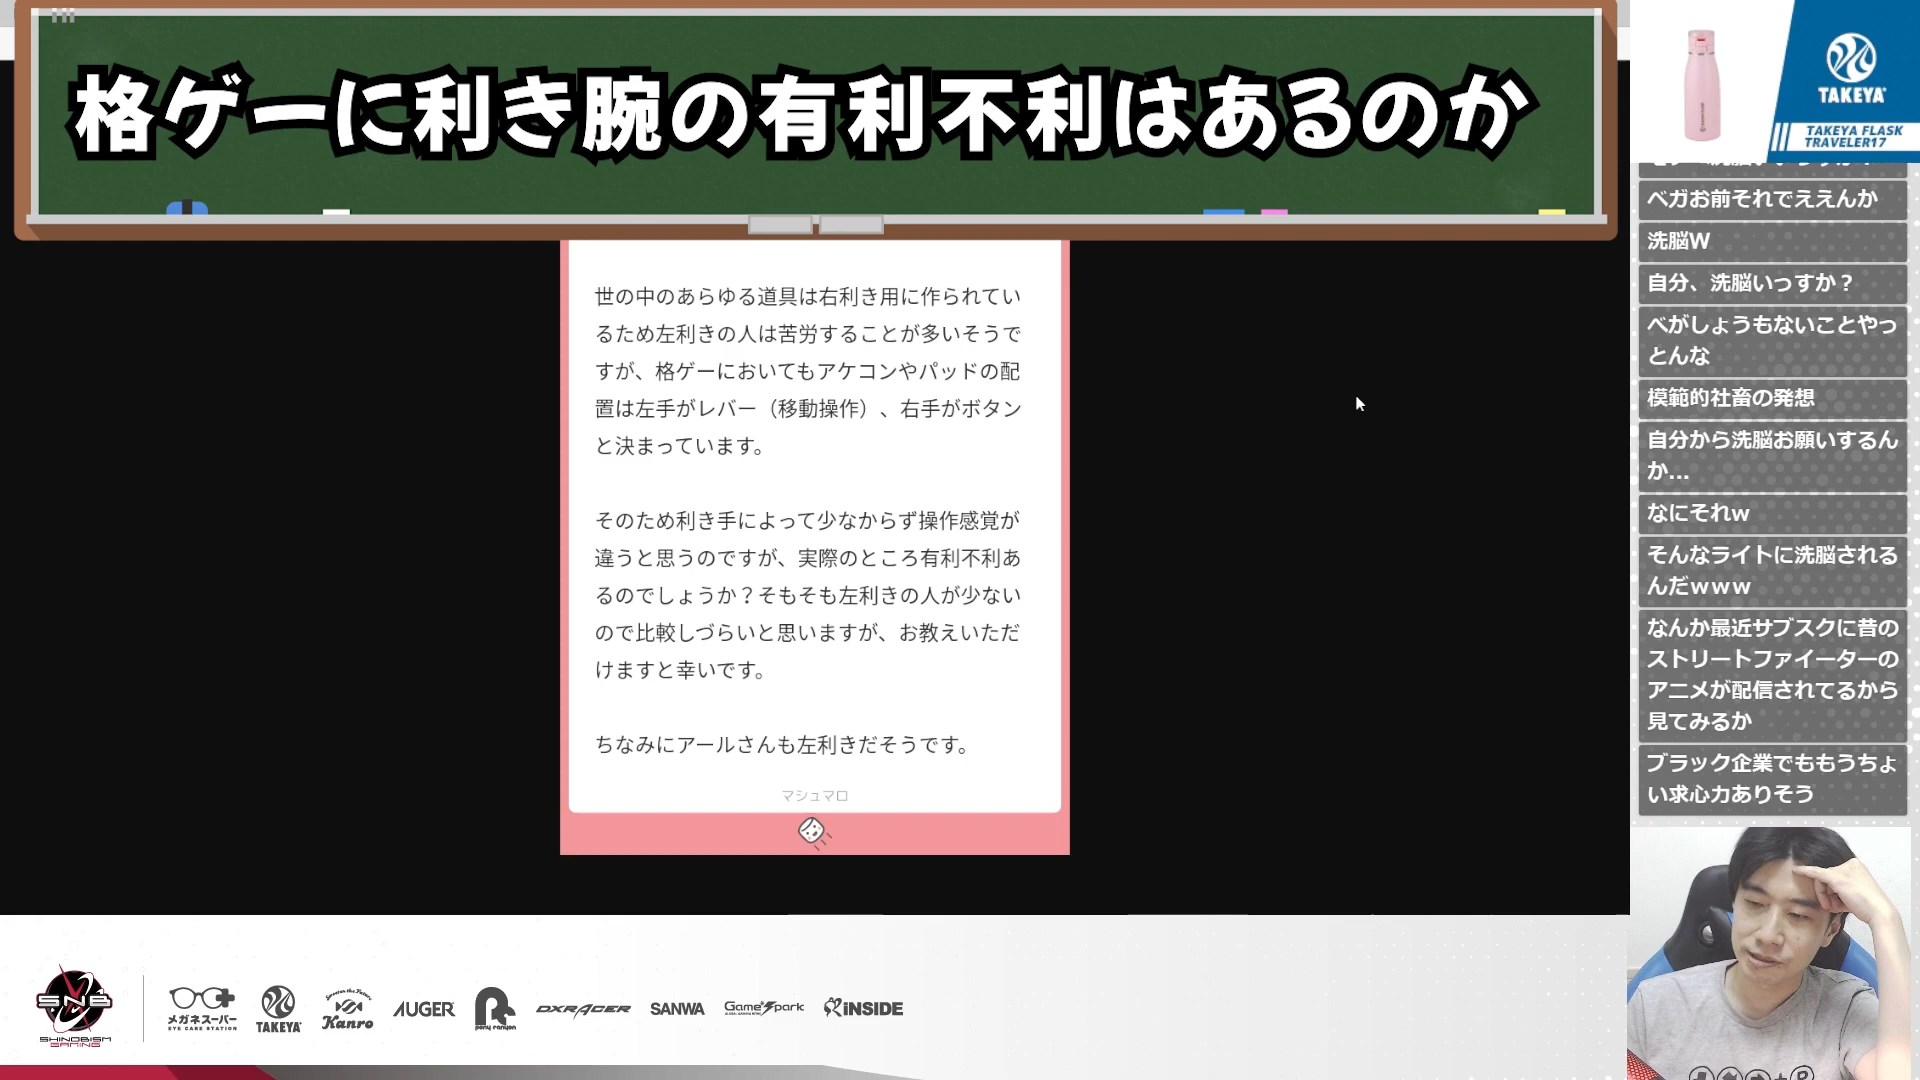 格ゲーに利き腕の有利不利はあるのか
世の中のあらゆる道具は右利き用に作られてい
るため左利きの人は苦労することが多いそうで
すが、格ゲーにおいてもアケコンやパッドの配
置は左手がレバー（移動操作）、右手がボタン
と決まっています。
そのため利き手によって少なからず操作感覚が
違うと思うのですが、実際のところ有利不利あ
るのでしょうか？そもそも左利きの人が少ない
ので比較しづらいと思いますが、お教えいただ
けますと幸いです。
ちなみにアールさんも左利きだそうです。
マシュマロ
TAKEYA
TAKEYA FLASK
TRAVELER17
ベガお前それでええんか
洗脳W
自分、洗脳いっすか？
べがしょうもないことやっ
とんな
模範的社畜の発想
自分から洗脳お願いするん
か...
なにそれw
そんなライトに洗脳される
んだｗｗｗ
なんか最近サブスクに昔の
ストリートファイーターの
アニメが配信されてるから
見てみるか
ブラック企業でももうちょ
い求心力ありそう
SNB
SHINOBISM
GAMING
メガネスーパー
EYE CARE STATION
TAKEYA
Kanro
AUGER
pony canyon
DXRACER
SANWA
Game*Spark
iNSIDE